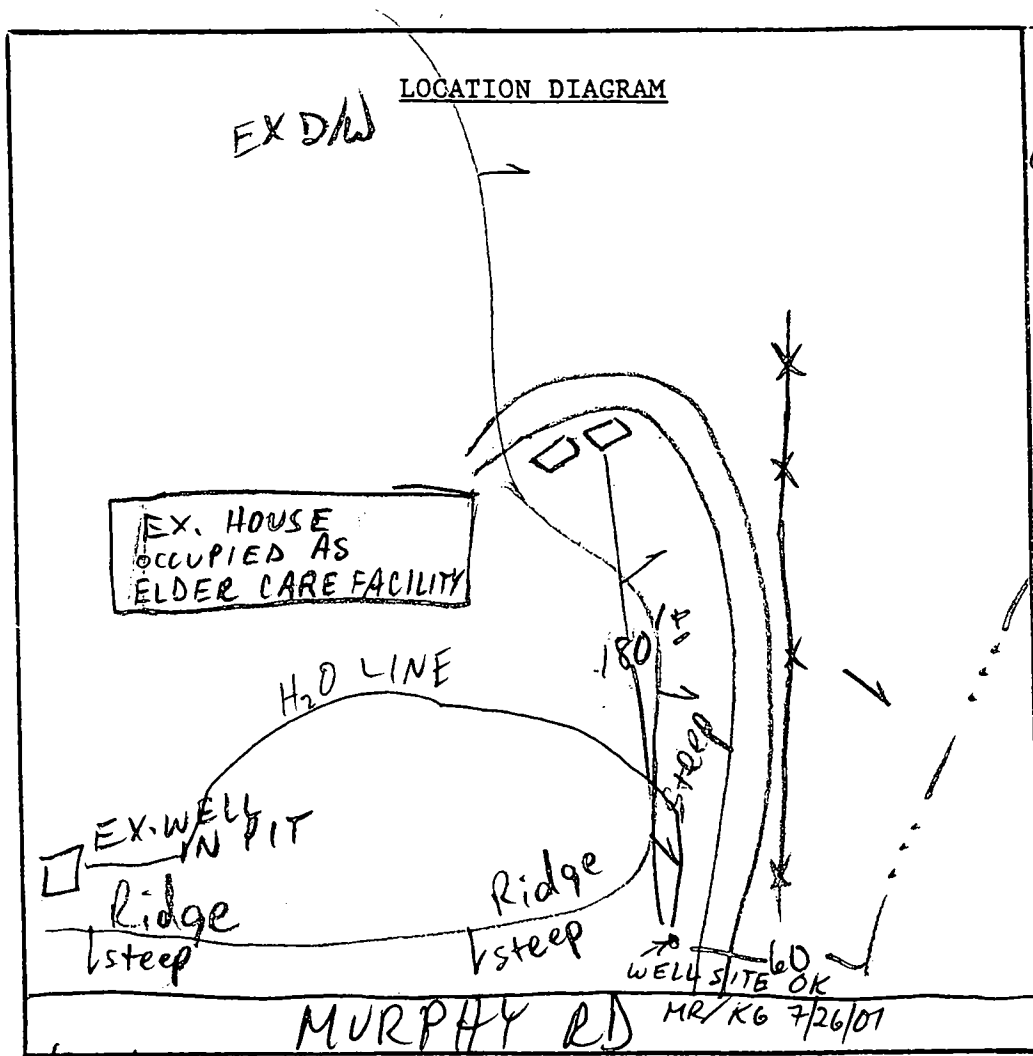 LOCATION DIAGRAM
EX D/W
EX. HOUSE
OCCUPIED AS
ELDER CARE FACILITY
180'±
steep
H₂O LINE
EX. WELL
IN PIT
Ridge
steep
Ridge
steep
60
WELL SITE OK
MR/KG 7/26/01
MURPHY RD